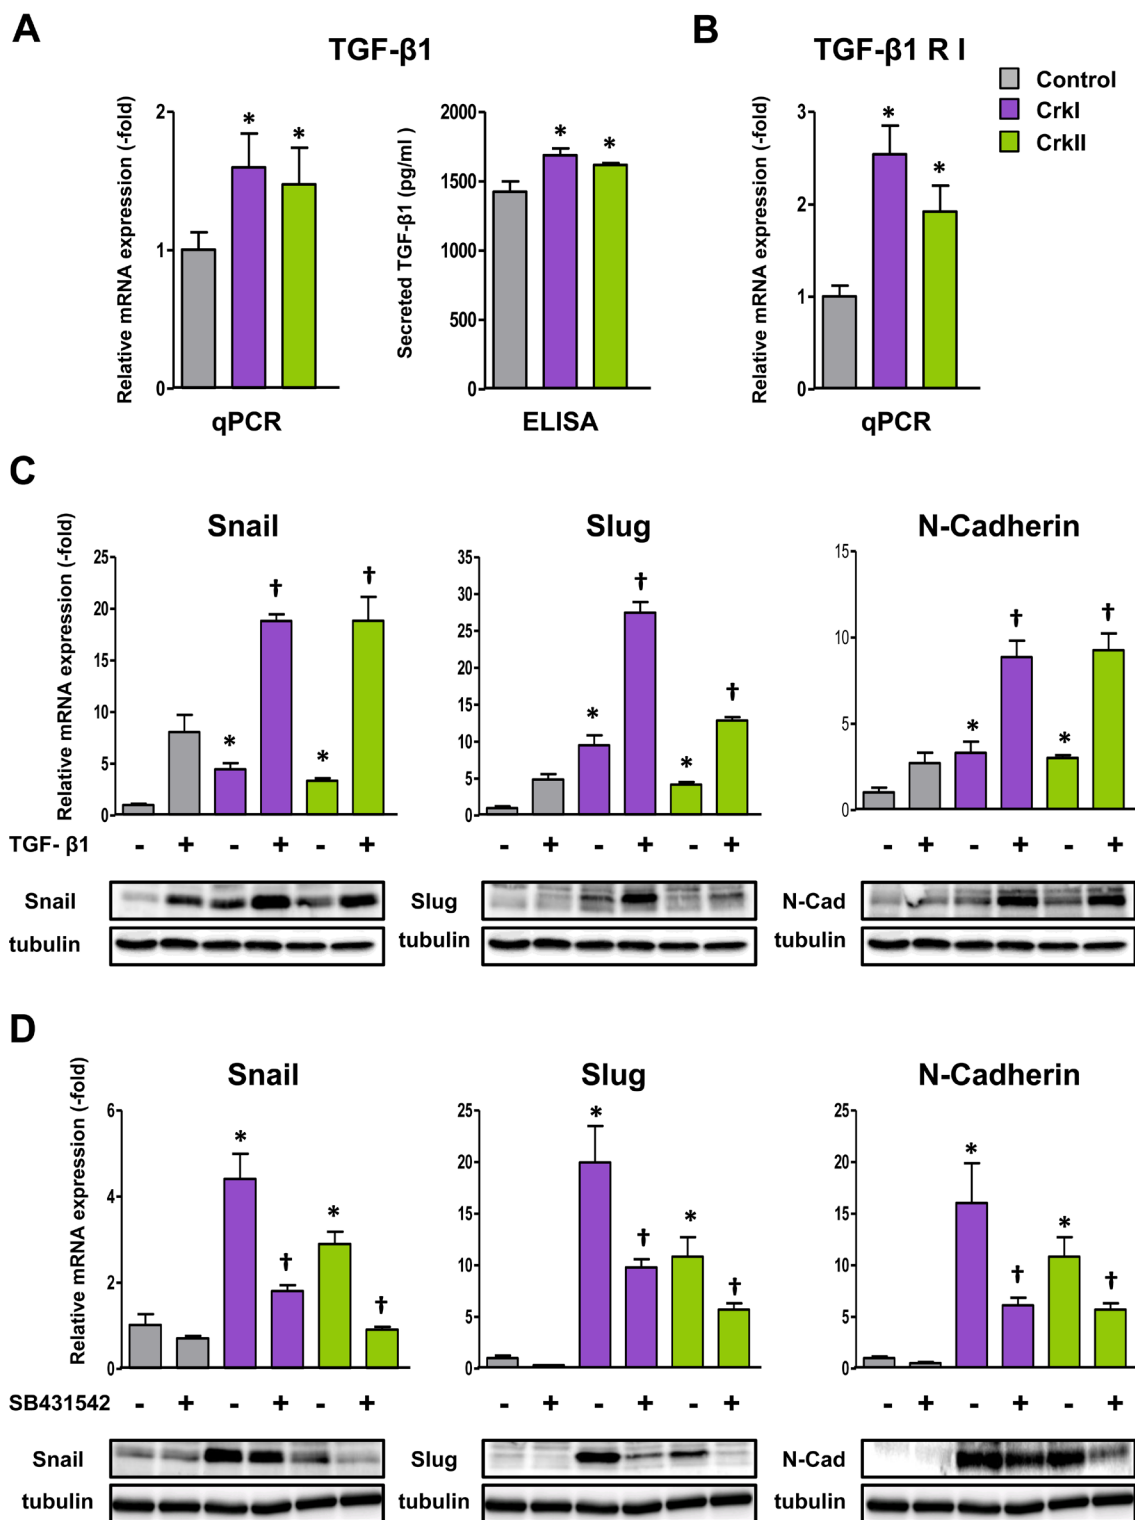 A
TGF-β1
B
TGF-β1 R I
Control
CrkI
CrkII
Relative mRNA expression (-fold)
2
1
0
*
*
qPCR
Secreted TGF-β1 (pg/ml )
2000
1500
1000
500
0
*
*
ELISA
Relative mRNA expression (-fold)
3
2
1
0
*
*
qPCR
C
Relative mRNA expression (-fold)
Snail
25
20
15
10
5
0
*
†
*
†
Slug
35
30
25
20
15
10
5
0
*
†
*
†
N-Cadherin
15
10
5
0
*
†
*
†
TGF- β1
- + - + - +
- + - + - +
- + - + - +
Snail
tubulin
Slug
tubulin
N-Cad
tubulin
D
Relative mRNA expression (-fold)
Snail
6
4
2
0
*
†
*
†
Slug
25
20
15
10
5
0
*
†
*
†
N-Cadherin
25
20
15
10
5
0
*
†
*
†
SB431542
- + - + - +
- + - + - +
- + - + - +
Snail
tubulin
Slug
tubulin
N-Cad
tubulin